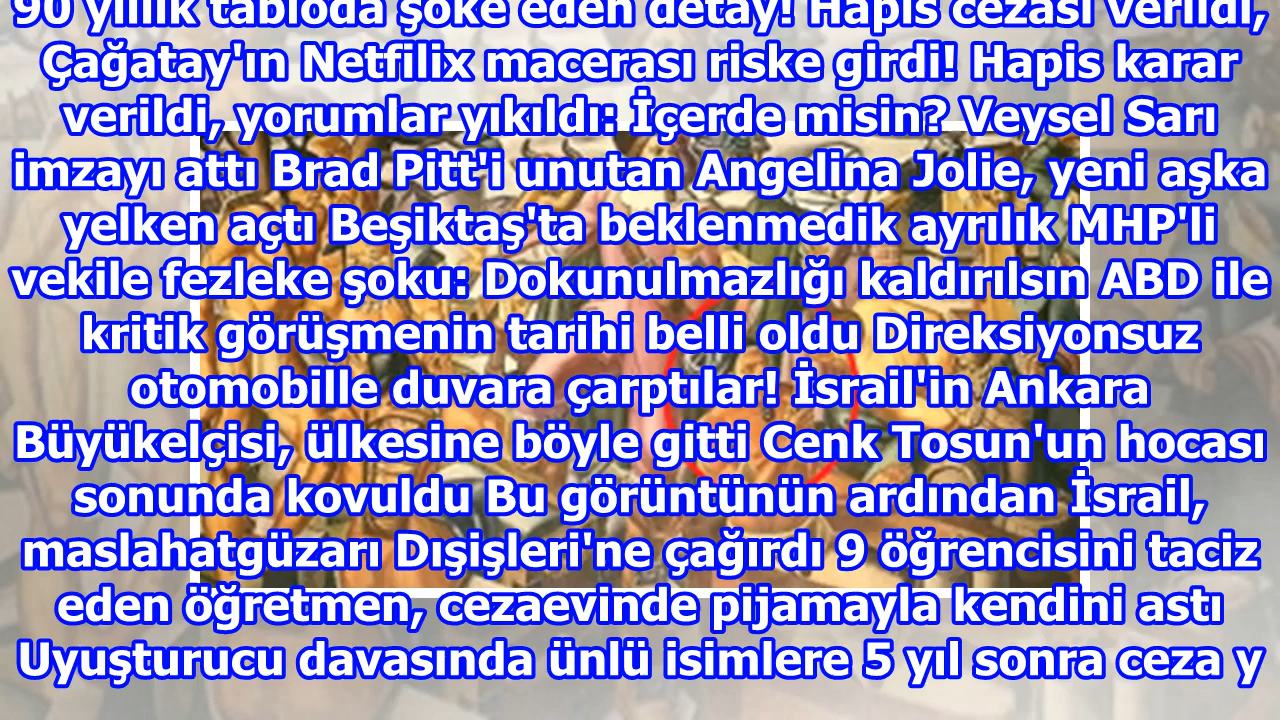 90 yıllık tabloda şoke eden detay! Hapis cezası verildi,
Çağatay'ın Netfilix macerası riske girdi! Hapis karar
verildi, yorumlar yıkıldı: İçerde misin? Veysel Sarı
imzayı attı Brad Pitt'i unutan Angelina Jolie, yeni aşka
yelken açtı Beşiktaş'ta beklenmedik ayrılık MHP'li
vekile fezleke şoku: Dokunulmazlığı kaldırılsın ABD ile
kritik görüşmenin tarihi belli oldu Direksiyonsuz
otomobille duvara çarptılar! İsrail'in Ankara
Büyükelçisi, ülkesine böyle gitti Cenk Tosun'un hocası
sonunda kovuldu Bu görüntünün ardından İsrail,
maslahatgüzarı Dışişleri'ne çağırdı 9 öğrencisini taciz
eden öğretmen, cezaevinde pijamayla kendini astı
Uyuşturucu davasında ünlü isimlere 5 yıl sonra ceza y